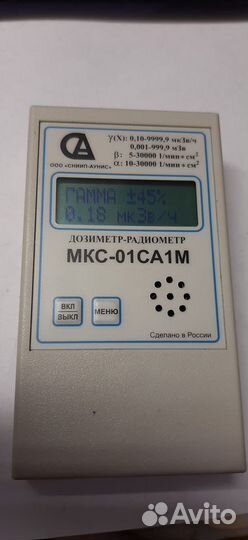 СА
γ(X): 0,10-9999,9 мкЗв/ч
0,001-999,9 мЗв
β: 5-30000 1/мин∗см²
α: 10-30000 1/мин∗см²
ООО «СНИИП-АУНИС»
ГАММА ±45%
0.18 мкЗв/ч
ДОЗИМЕТР-РАДИОМЕТР
МКС-01СА1М
ВКЛ
ВЫКЛ
МЕНЮ
Сделано в России
Avito